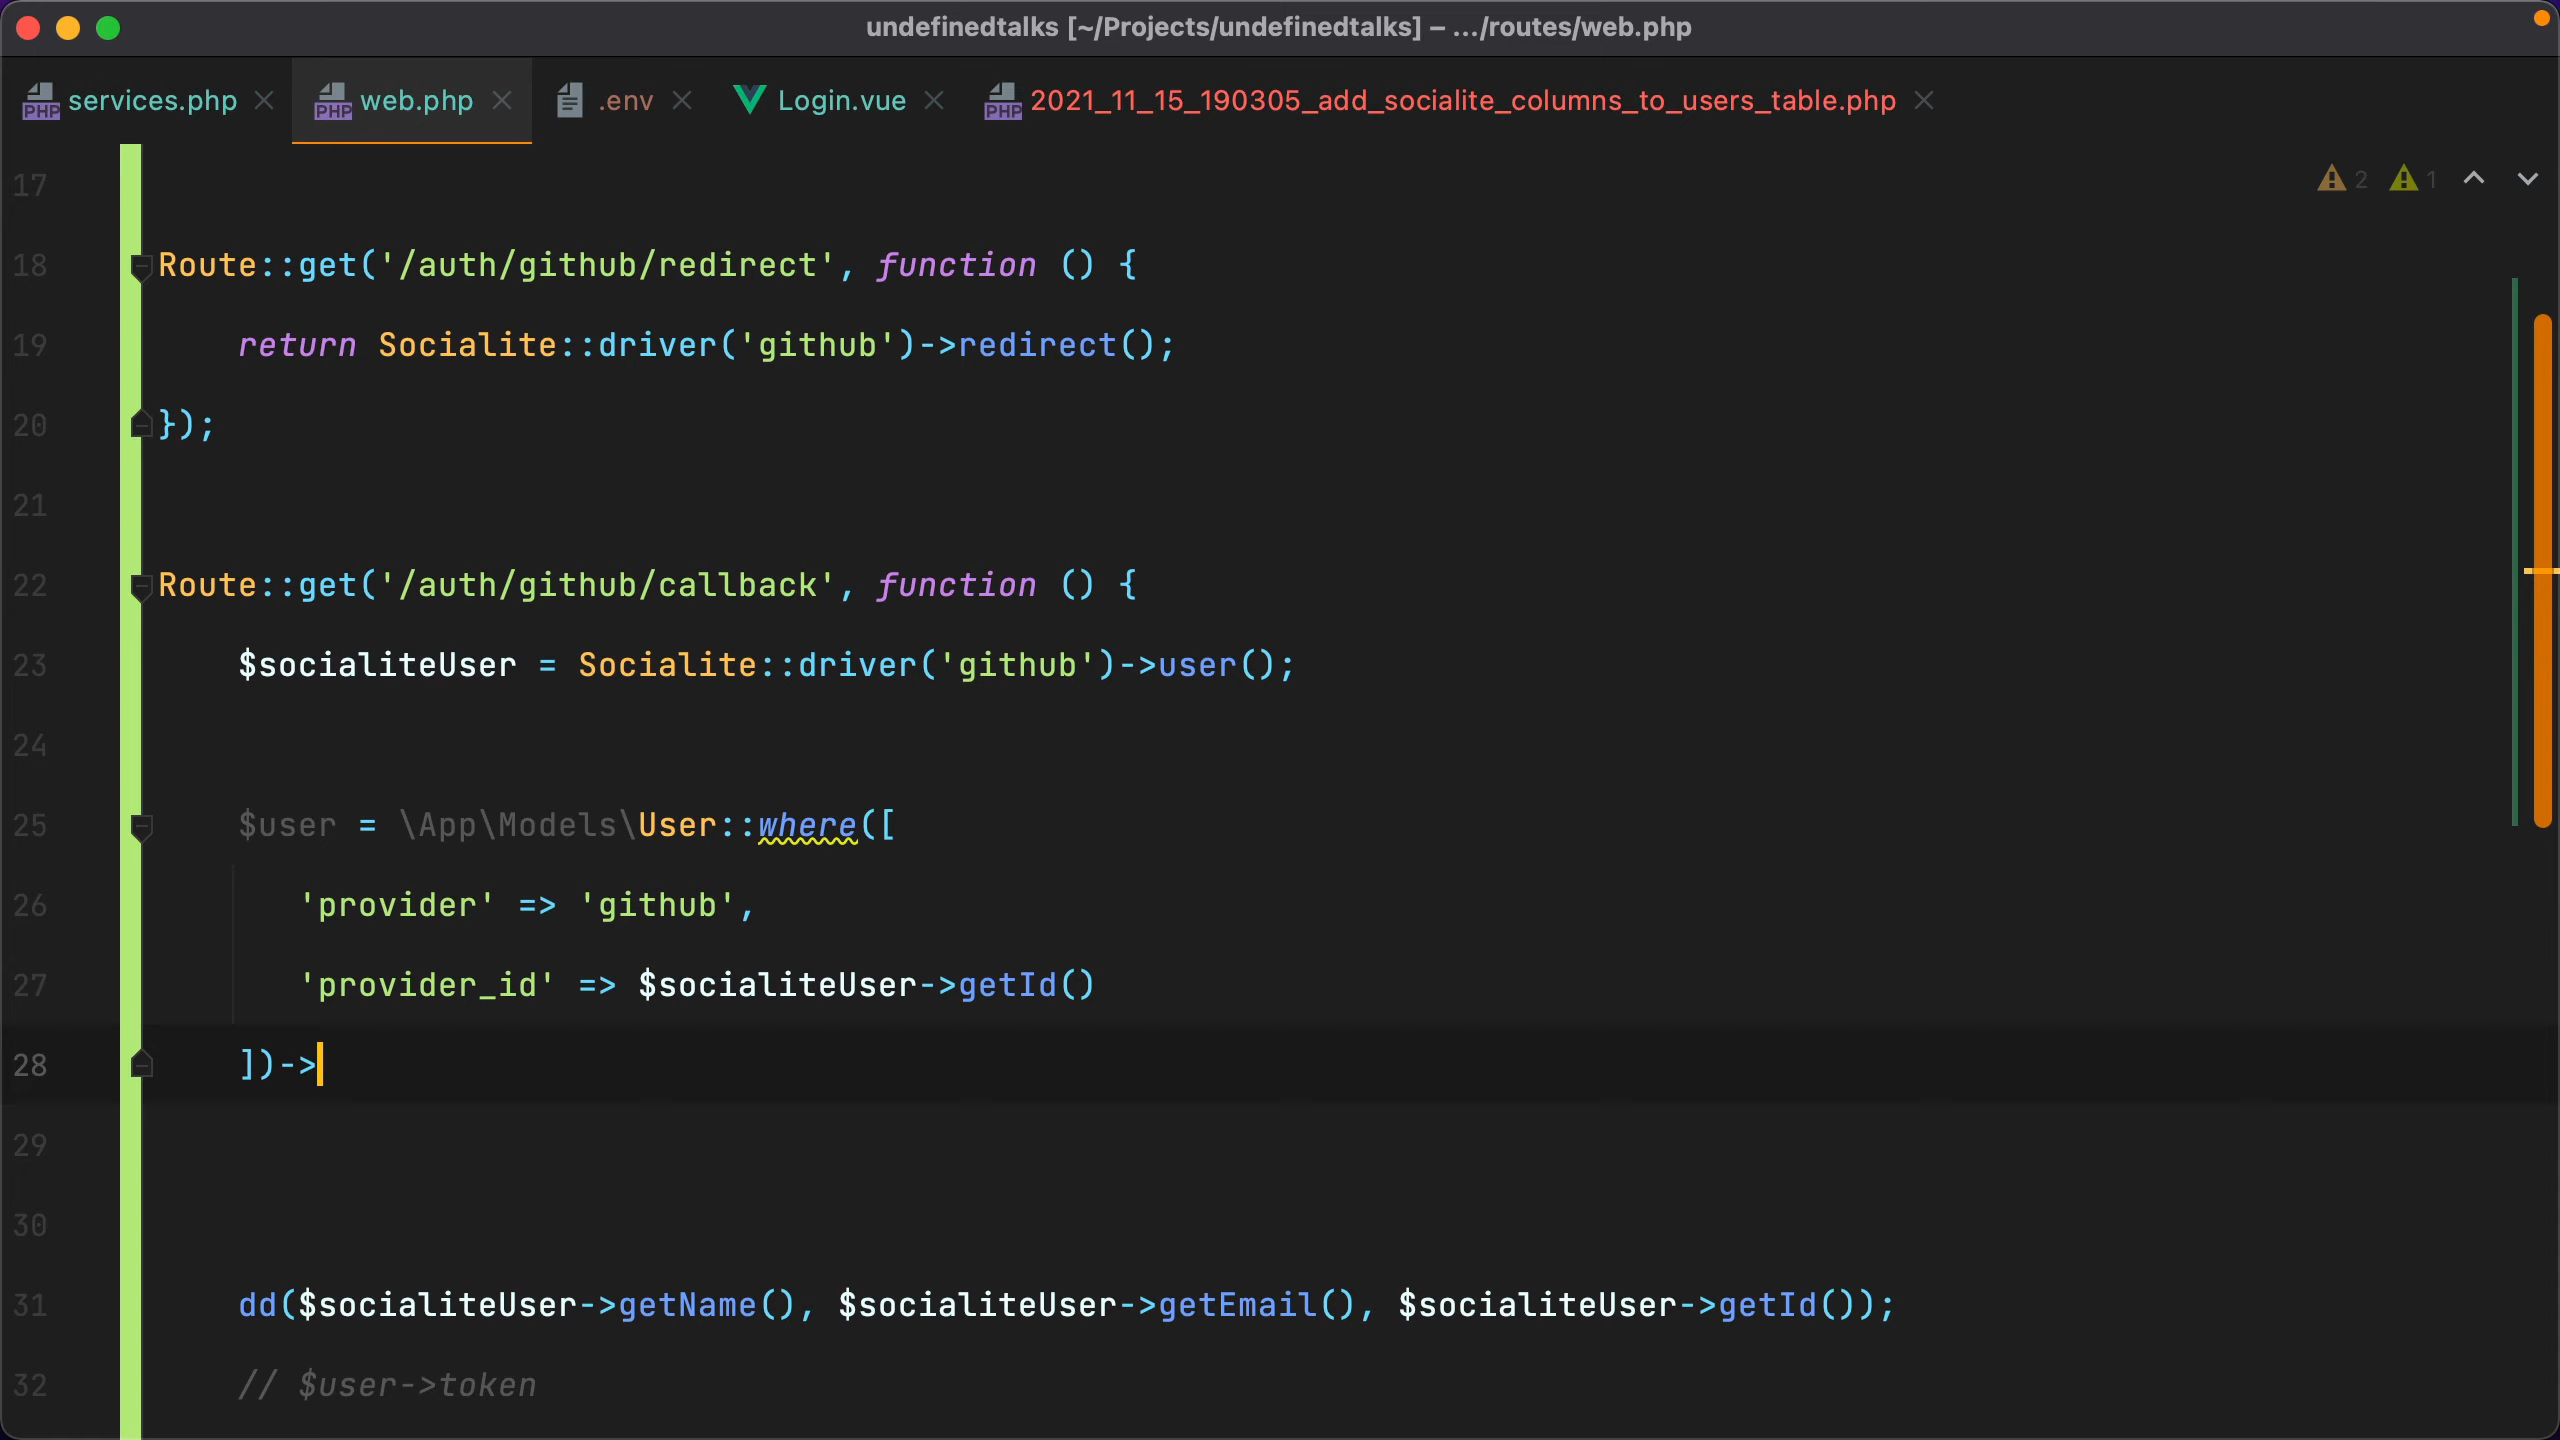 undefinedtalks [~/Projects/undefinedtalks] – .../routes/web.php
services.php web.php .env Login.vue 2021_11_15_190305_add_socialite_columns_to_users_table.php
17
2 1
18 Route::get('/auth/github/redirect', function () {
19 return Socialite::driver('github')->redirect();
20 });
21
22 Route::get('/auth/github/callback', function () {
23 $socialiteUser = Socialite::driver('github')->user();
24
25 $user = \App\Models\User::where([
26 'provider' => 'github',
27 'provider_id' => $socialiteUser->getId()
28 ])->
29
30
31 dd($socialiteUser->getName(), $socialiteUser->getEmail(), $socialiteUser->getId());
32 // $user->token